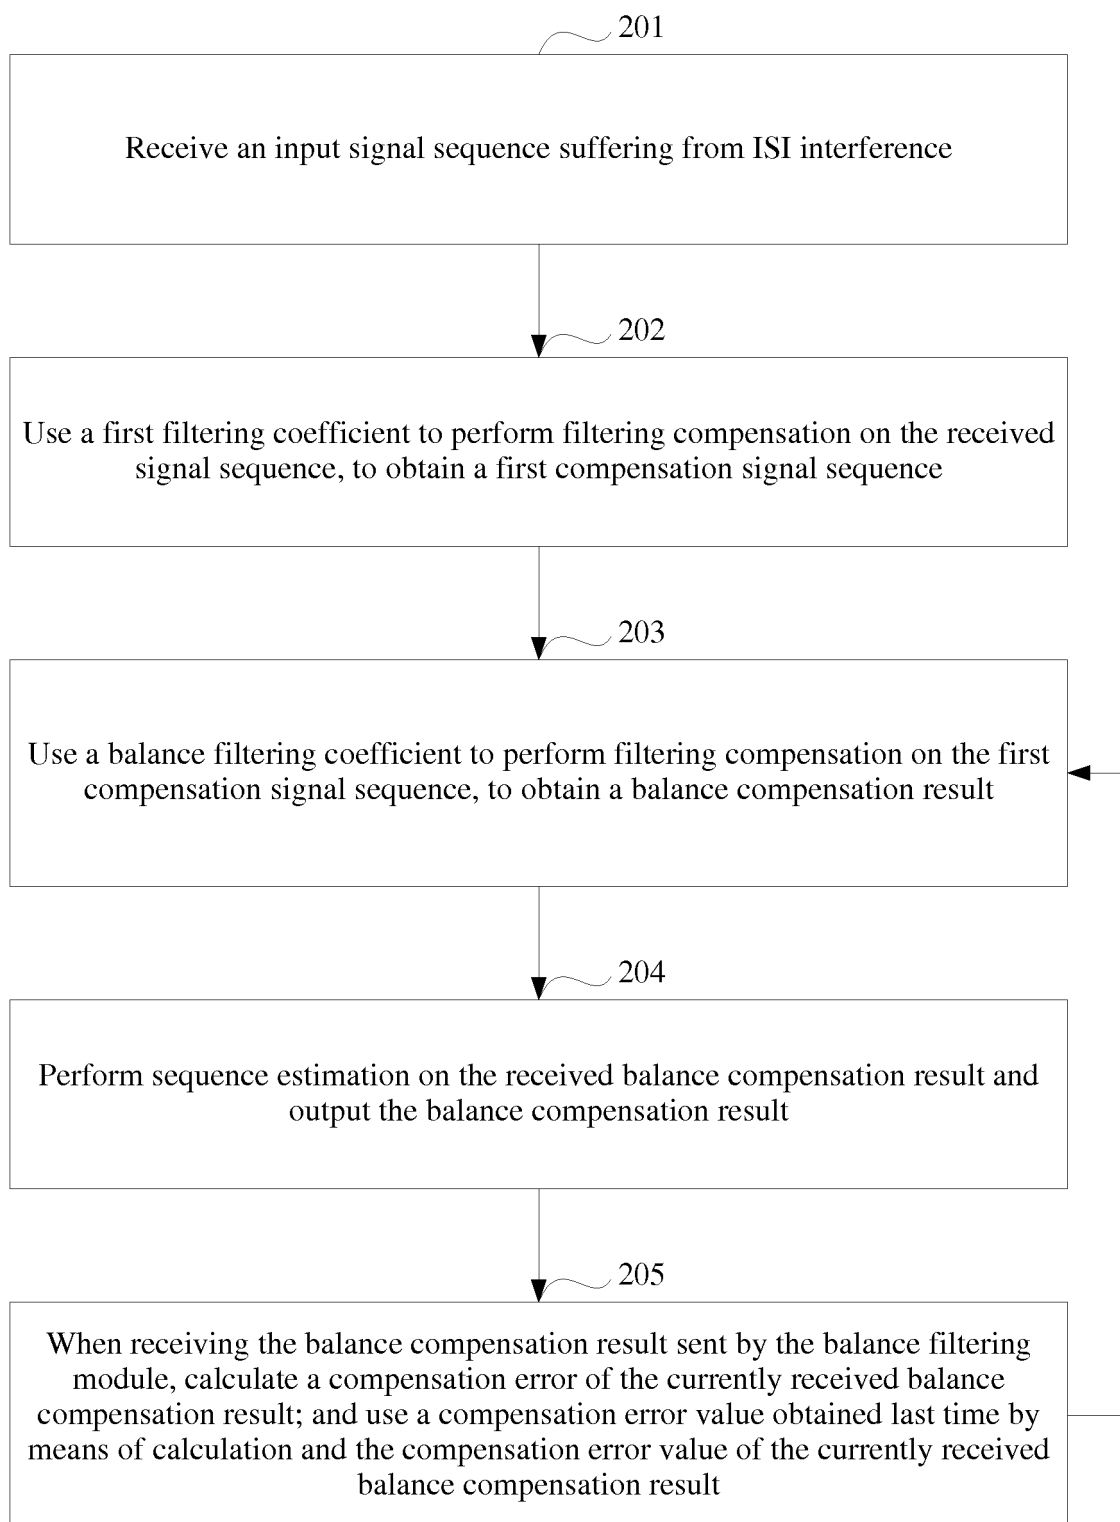 201
Receive an input signal sequence suffering from ISI interference
202
Use a first filtering coefficient to perform filtering compensation on the received
signal sequence, to obtain a first compensation signal sequence
203
Use a balance filtering coefficient to perform filtering compensation on the first
compensation signal sequence, to obtain a balance compensation result
204
Perform sequence estimation on the received balance compensation result and
output the balance compensation result
205
When receiving the balance compensation result sent by the balance filtering
module, calculate a compensation error of the currently received balance
compensation result; and use a compensation error value obtained last time by
means of calculation and the compensation error value of the currently received
balance compensation result